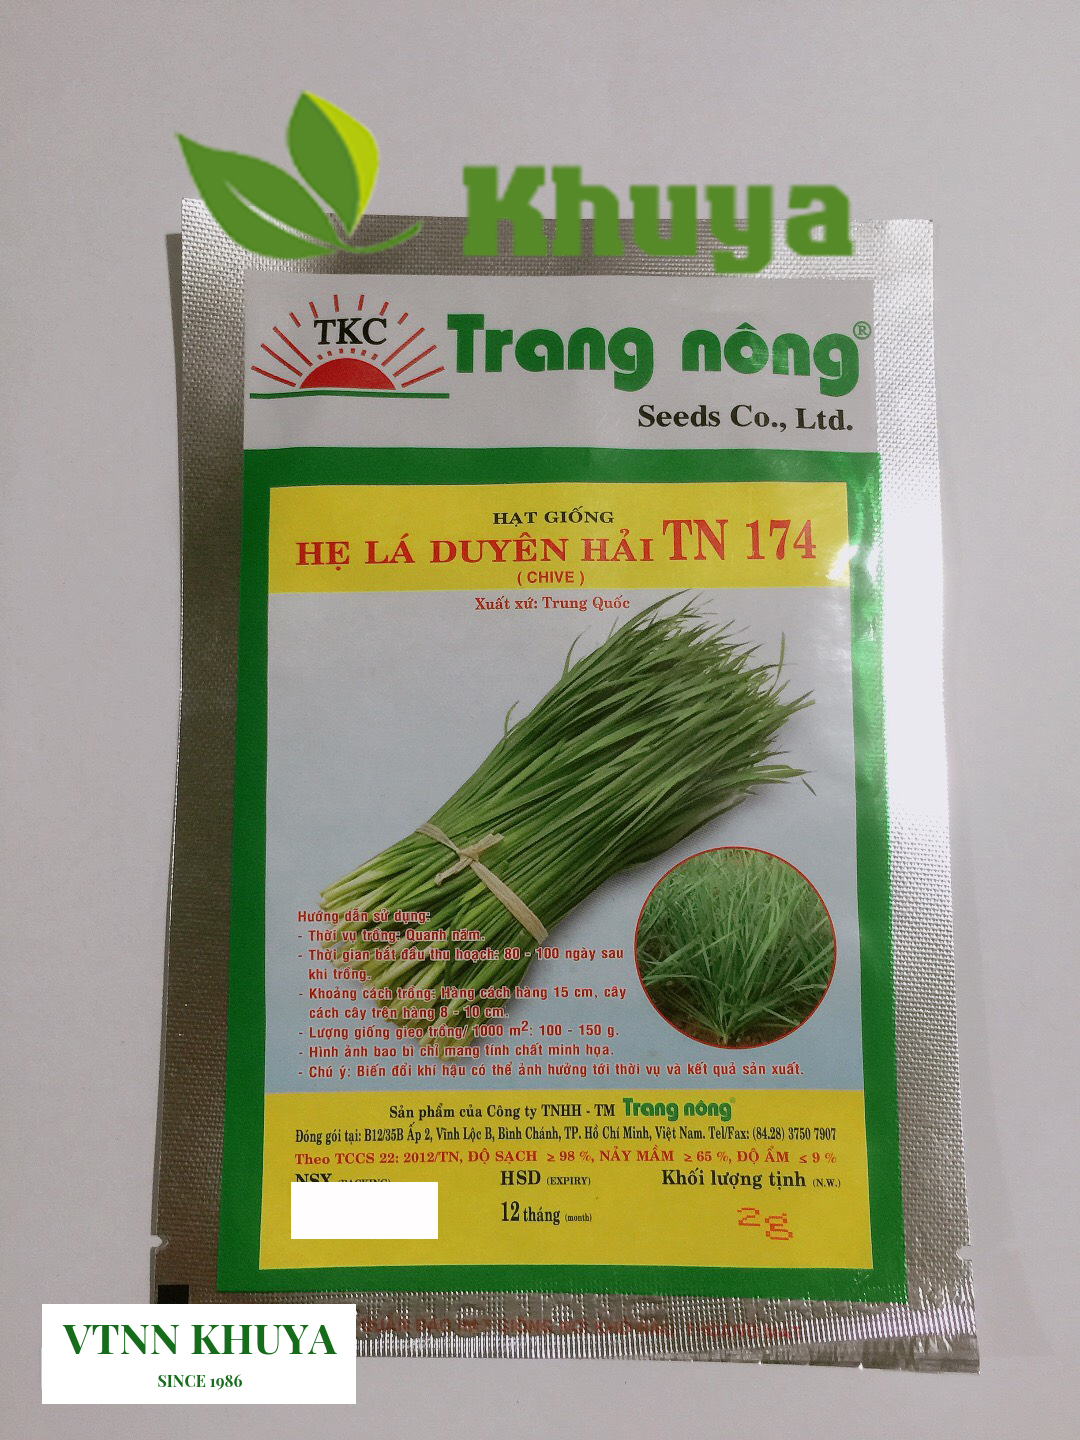 Khuya
TKC
Trang nông®
Seeds Co., Ltd.
HẠT GIỐNG
HẸ LÁ DUYÊN HẢI TN 174
( CHIVE )
Xuất xứ: Trung Quốc
Hướng dẫn sử dụng:
- Thời vụ trồng: Quanh năm.
- Thời gian bắt đầu thu hoạch: 80 - 100 ngày sau
khi trồng.
- Khoảng cách trồng: Hàng cách hàng 15 cm, cây
cách cây trên hàng 8 - 10 cm.
- Lượng giống gieo trồng/ 1000 m²: 100 - 150 g.
- Hình ảnh bao bì chỉ mang tính chất minh họa.
- Chú ý: Biến đổi khí hậu có thể ảnh hưởng tới thời vụ và kết quả sản xuất.
Sản phẩm của Công ty TNHH - TM Trang nông®
Đóng gói tại: B12/35B Ấp 2, Vĩnh Lộc B, Bình Chánh, TP. Hồ Chí Minh, Việt Nam. Tel/Fax: (84.28) 3750 7907
Theo TCCS 22: 2012/TN, ĐỘ SẠCH ≥ 98 %, NẢY MẦM ≥ 65 %, ĐỘ ẨM ≤ 9 %
NSX (PACKING) HSD (EXPIRY) Khối lượng tịnh (N.W.)
12 tháng (month) 2g
VTNN KHUYA
SINCE 1986